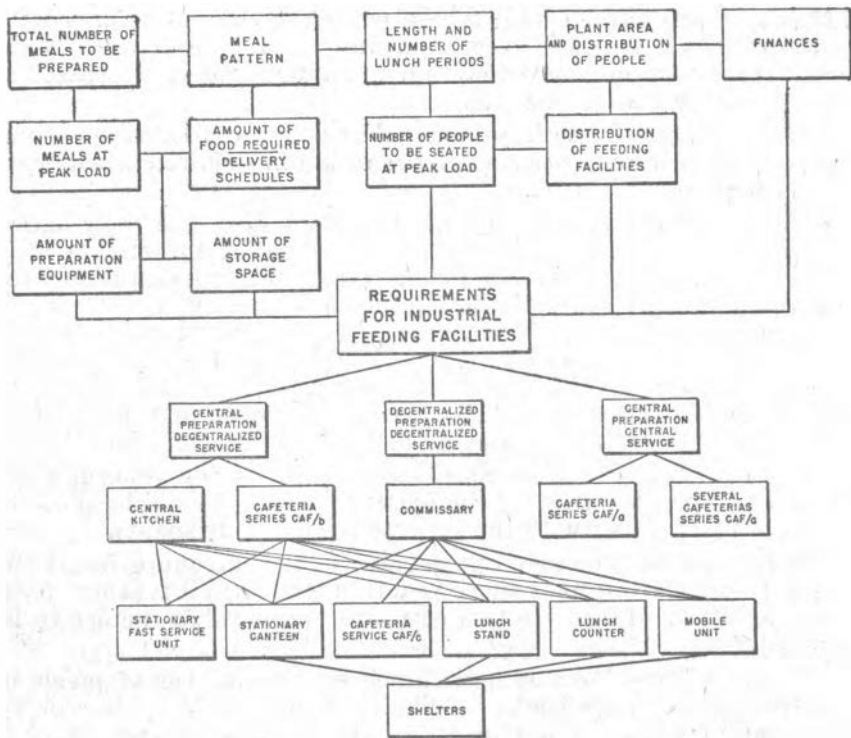 TOTAL NUMBER OF
MEALS TO BE
PREPARED
MEAL
PATTERN
LENGTH AND
NUMBER OF
LUNCH PERIODS
PLANT AREA
AND DISTRIBUTION
OF PEOPLE
FINANCES
NUMBER OF
MEALS AT
PEAK LOAD
AMOUNT OF
FOOD REQUIRED
DELIVERY
SCHEDULES
NUMBER OF PEOPLE
TO BE SEATED
AT PEAK LOAD
DISTRIBUTION
OF FEEDING
FACILITIES
AMOUNT OF
PREPARATION
EQUIPMENT
AMOUNT OF
STORAGE
SPACE
REQUIREMENTS
FOR INDUSTRIAL
FEEDING FACILITIES
CENTRAL
PREPARATION
DECENTRALIZED
SERVICE
DECENTRALIZED
PREPARATION
DECENTRALIZED
SERVICE
CENTRAL
PREPARATION
CENTRAL
SERVICE
CENTRAL
KITCHEN
CAFETERIA
SERIES CAF/b
COMMISSARY
CAFETERIA
SERIES CAF/a
SEVERAL
CAFETERIAS
SERIES CAF/a
STATIONARY
FAST SERVICE
UNIT
STATIONARY
CANTEEN
CAFETERIA
SERVICE CAF/c
LUNCH
STAND
LUNCH
COUNTER
MOBILE
UNIT
SHELTERS